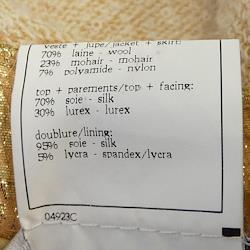 veste + jupe/jacket + skirt:
70% laine - wool
23% mohair - mohair
7% polyamide - nylon
top + parements/top + facing:
70% soie - silk
30% lurex - lurex
doublure/lining:
95% soie - silk
5% lycra - spandex/lycra
04923C